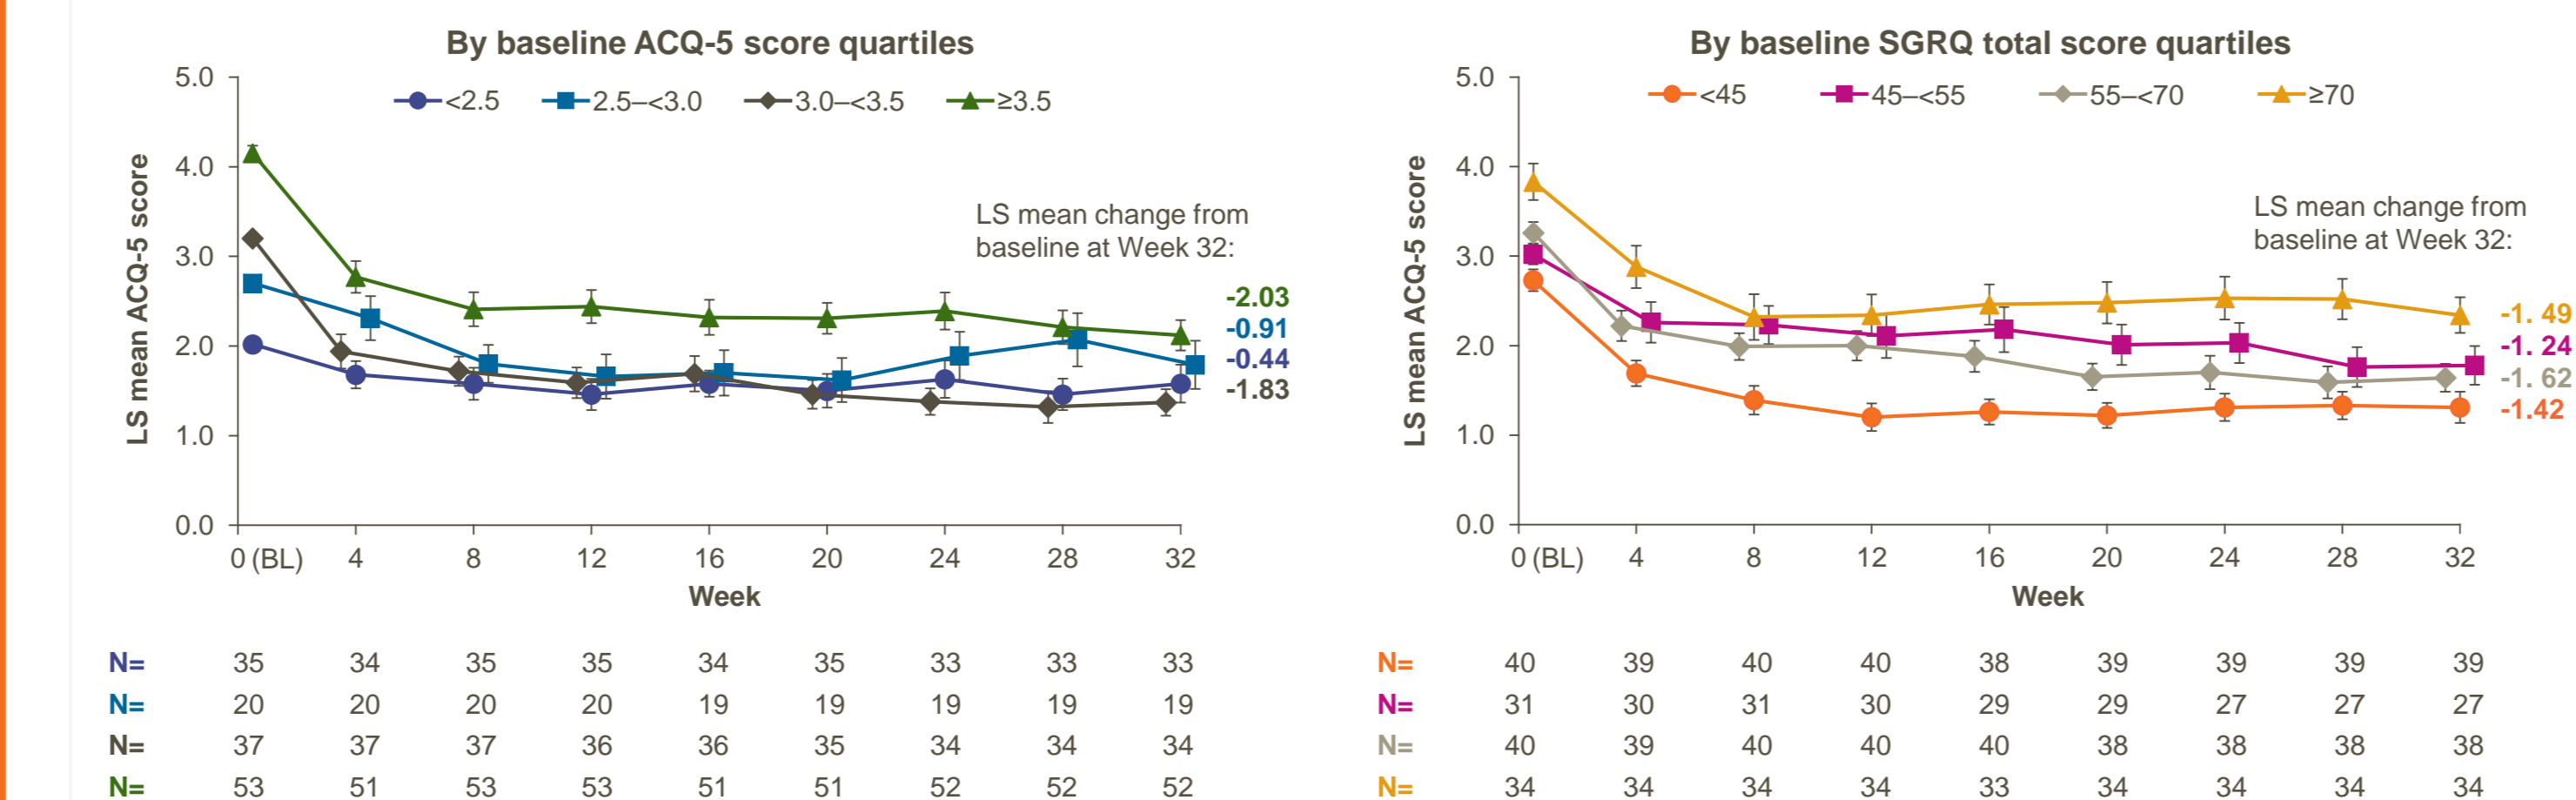 By baseline ACQ-5 score quartiles
<2.5 2.5–<3.0 3.0–<3.5 ≥3.5
LS mean ACQ-5 score
5.0
4.0
3.0
2.0
1.0
0.0
LS mean change from
baseline at Week 32:
-2.03
-0.91
-0.44
-1.83
0 (BL) 4 8 12 16 20 24 28 32
Week
N= 35 34 35 35 34 35 33 33 33
N= 20 20 20 20 19 19 19 19 19
N= 37 37 37 36 36 35 34 34 34
N= 53 51 53 53 51 51 52 52 52
By baseline SGRQ total score quartiles
<45 45–<55 55–<70 ≥70
LS mean ACQ-5 score
5.0
4.0
3.0
2.0
1.0
0.0
LS mean change from
baseline at Week 32:
-1. 49
-1. 24
-1. 62
-1.42
0 (BL) 4 8 12 16 20 24 28 32
Week
N= 40 39 40 40 38 39 39 39 39
N= 31 30 31 30 29 29 27 27 27
N= 40 39 40 40 40 38 38 38 38
N= 34 34 34 34 33 34 34 34 34